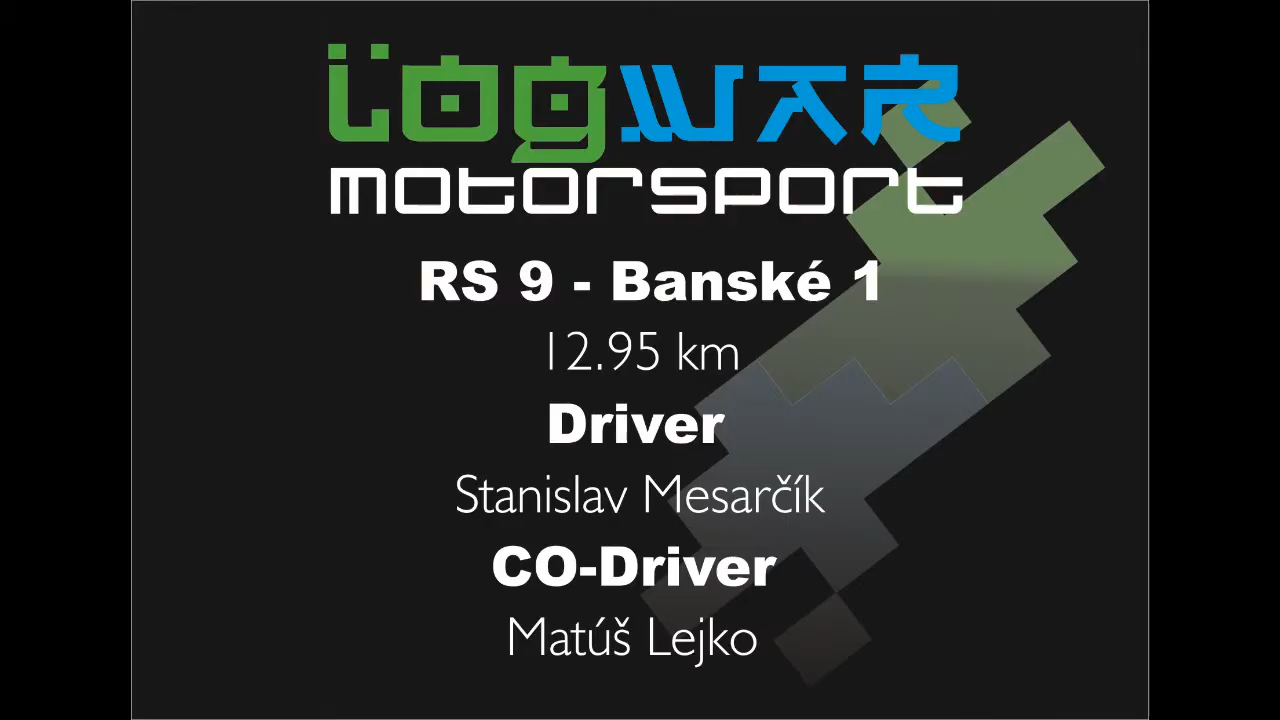 LOGWAR
motorsport
RS 9 - Banské 1
12.95 km
Driver
Stanislav Mesarčík
CO-Driver
Matúš Lejko